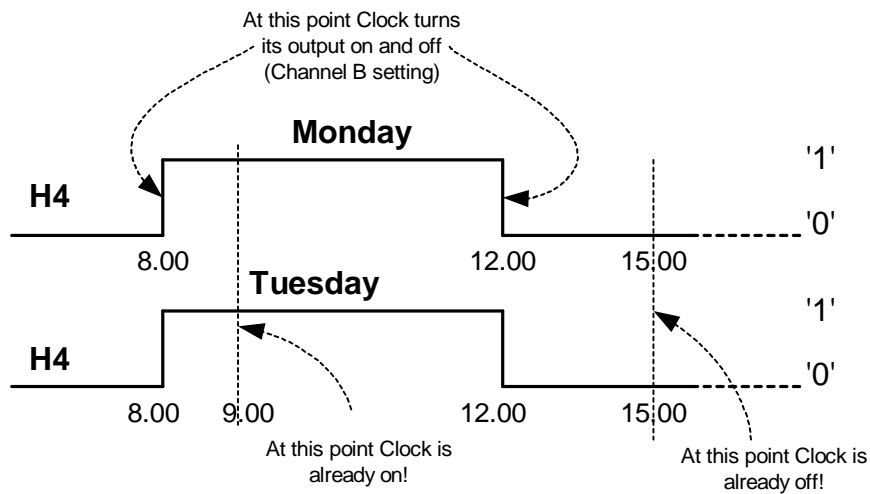 At this point Clock turns
its output on and off
(Channel B setting)
Monday
'1'
H4
'0'
8.00 12.00 15.00
Tuesday
'1'
H4
'0'
8.00 9.00 12.00 15.00
At this point Clock is
already on!
At this point Clock is
already off!